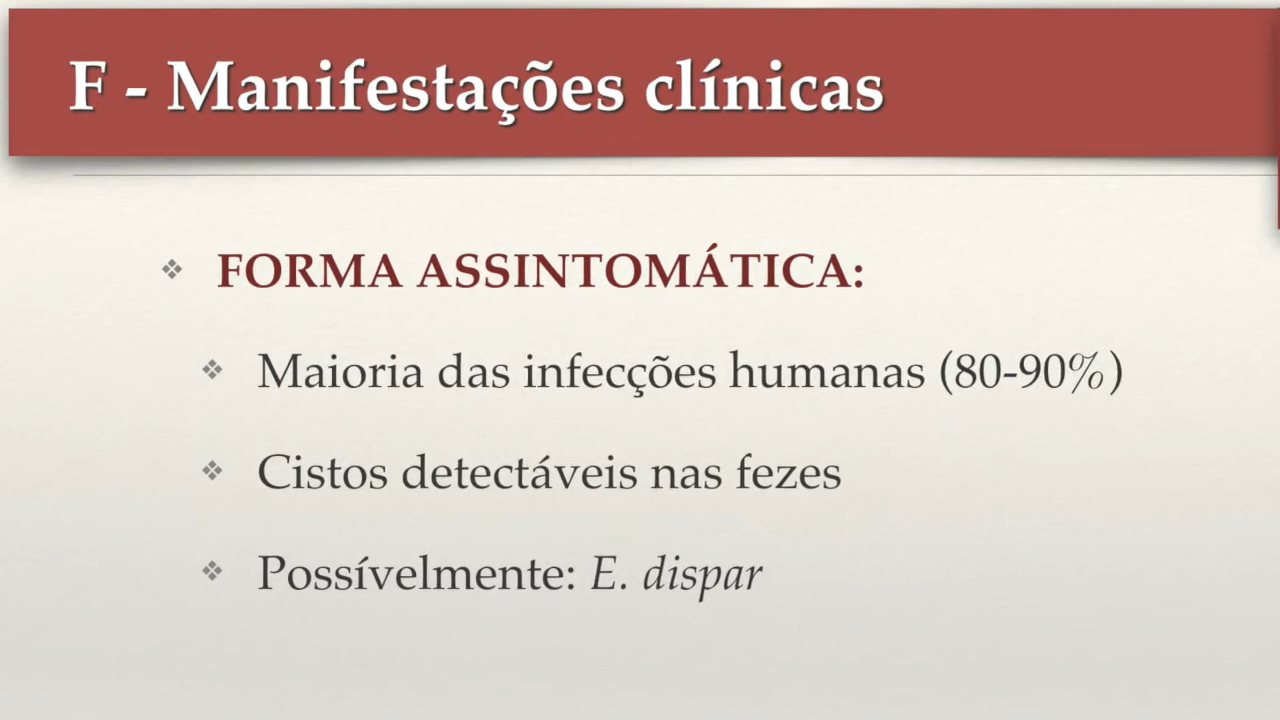 F - Manifestações clínicas
FORMA ASSINTOMÁTICA:
Maioria das infecções humanas (80-90%)
Cistos detectáveis nas fezes
Possívelmente: E. dispar